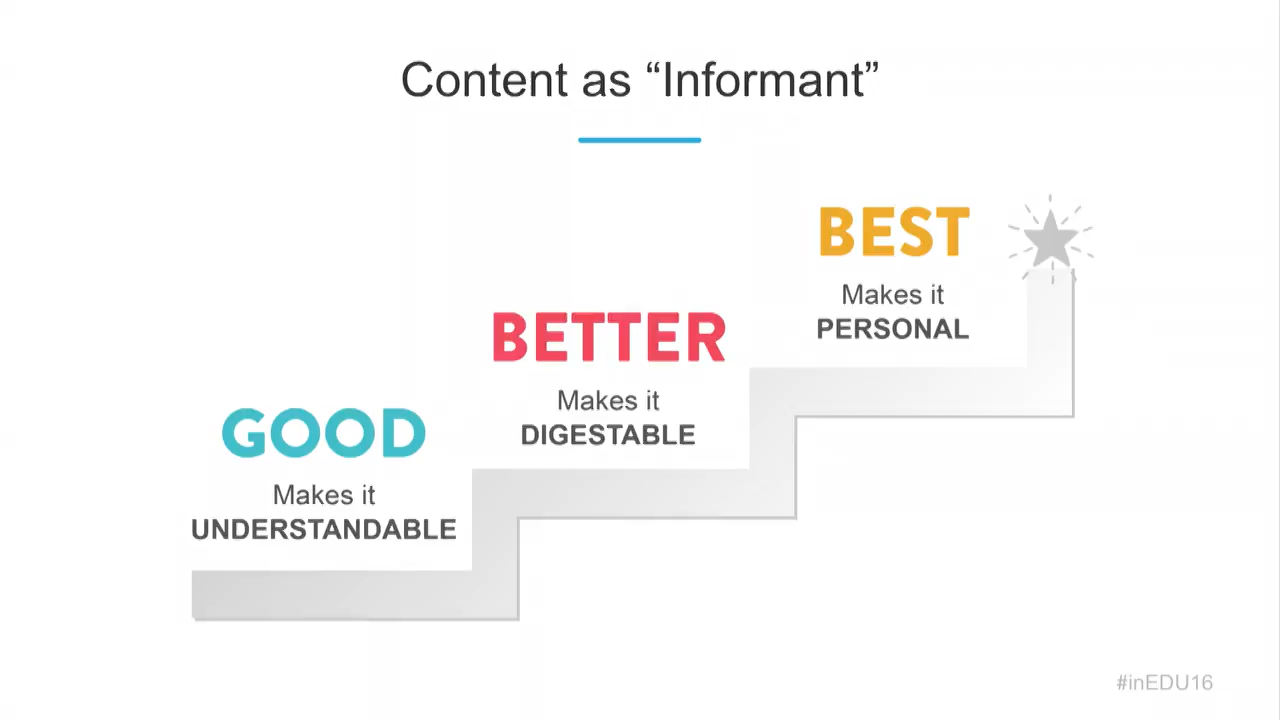 Content as “Informant”
GOOD
Makes it
UNDERSTANDABLE
BETTER
Makes it
DIGESTABLE
BEST
Makes it
PERSONAL
#inEDU16